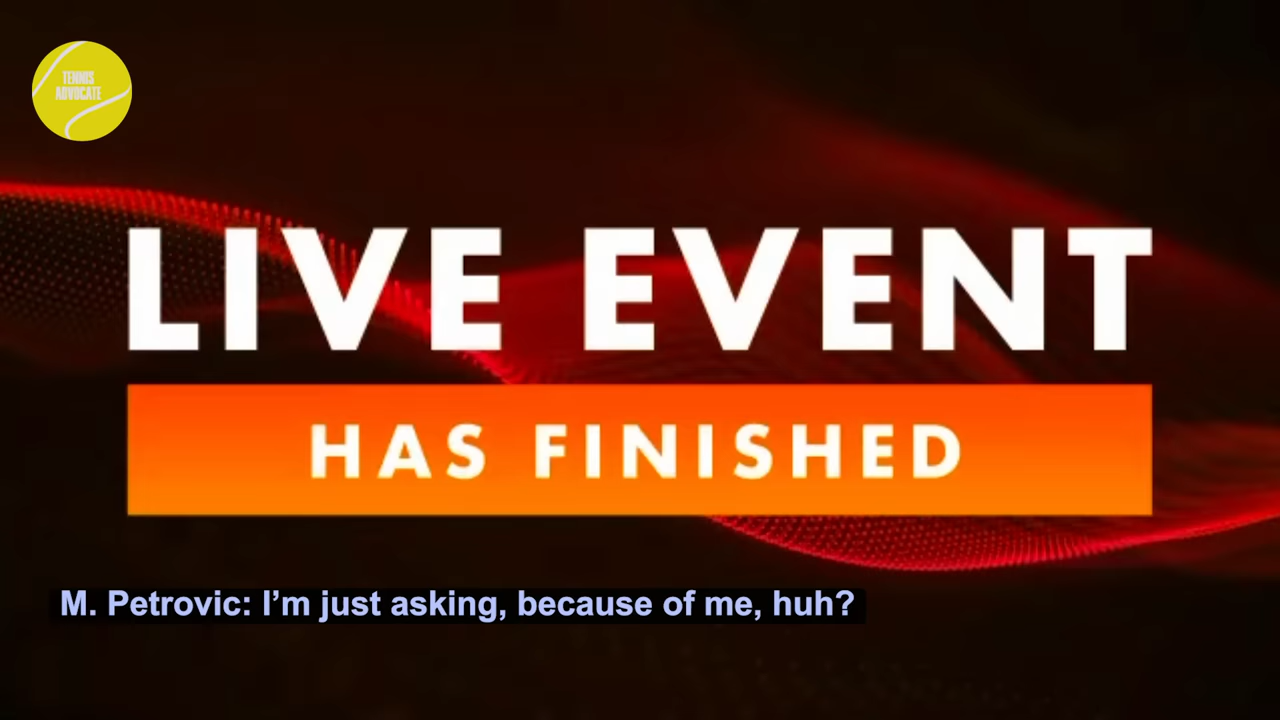 TENNIS
ADVOCATE
LIVE EVENT
HAS FINISHED
M. Petrovic: I’m just asking, because of me, huh?